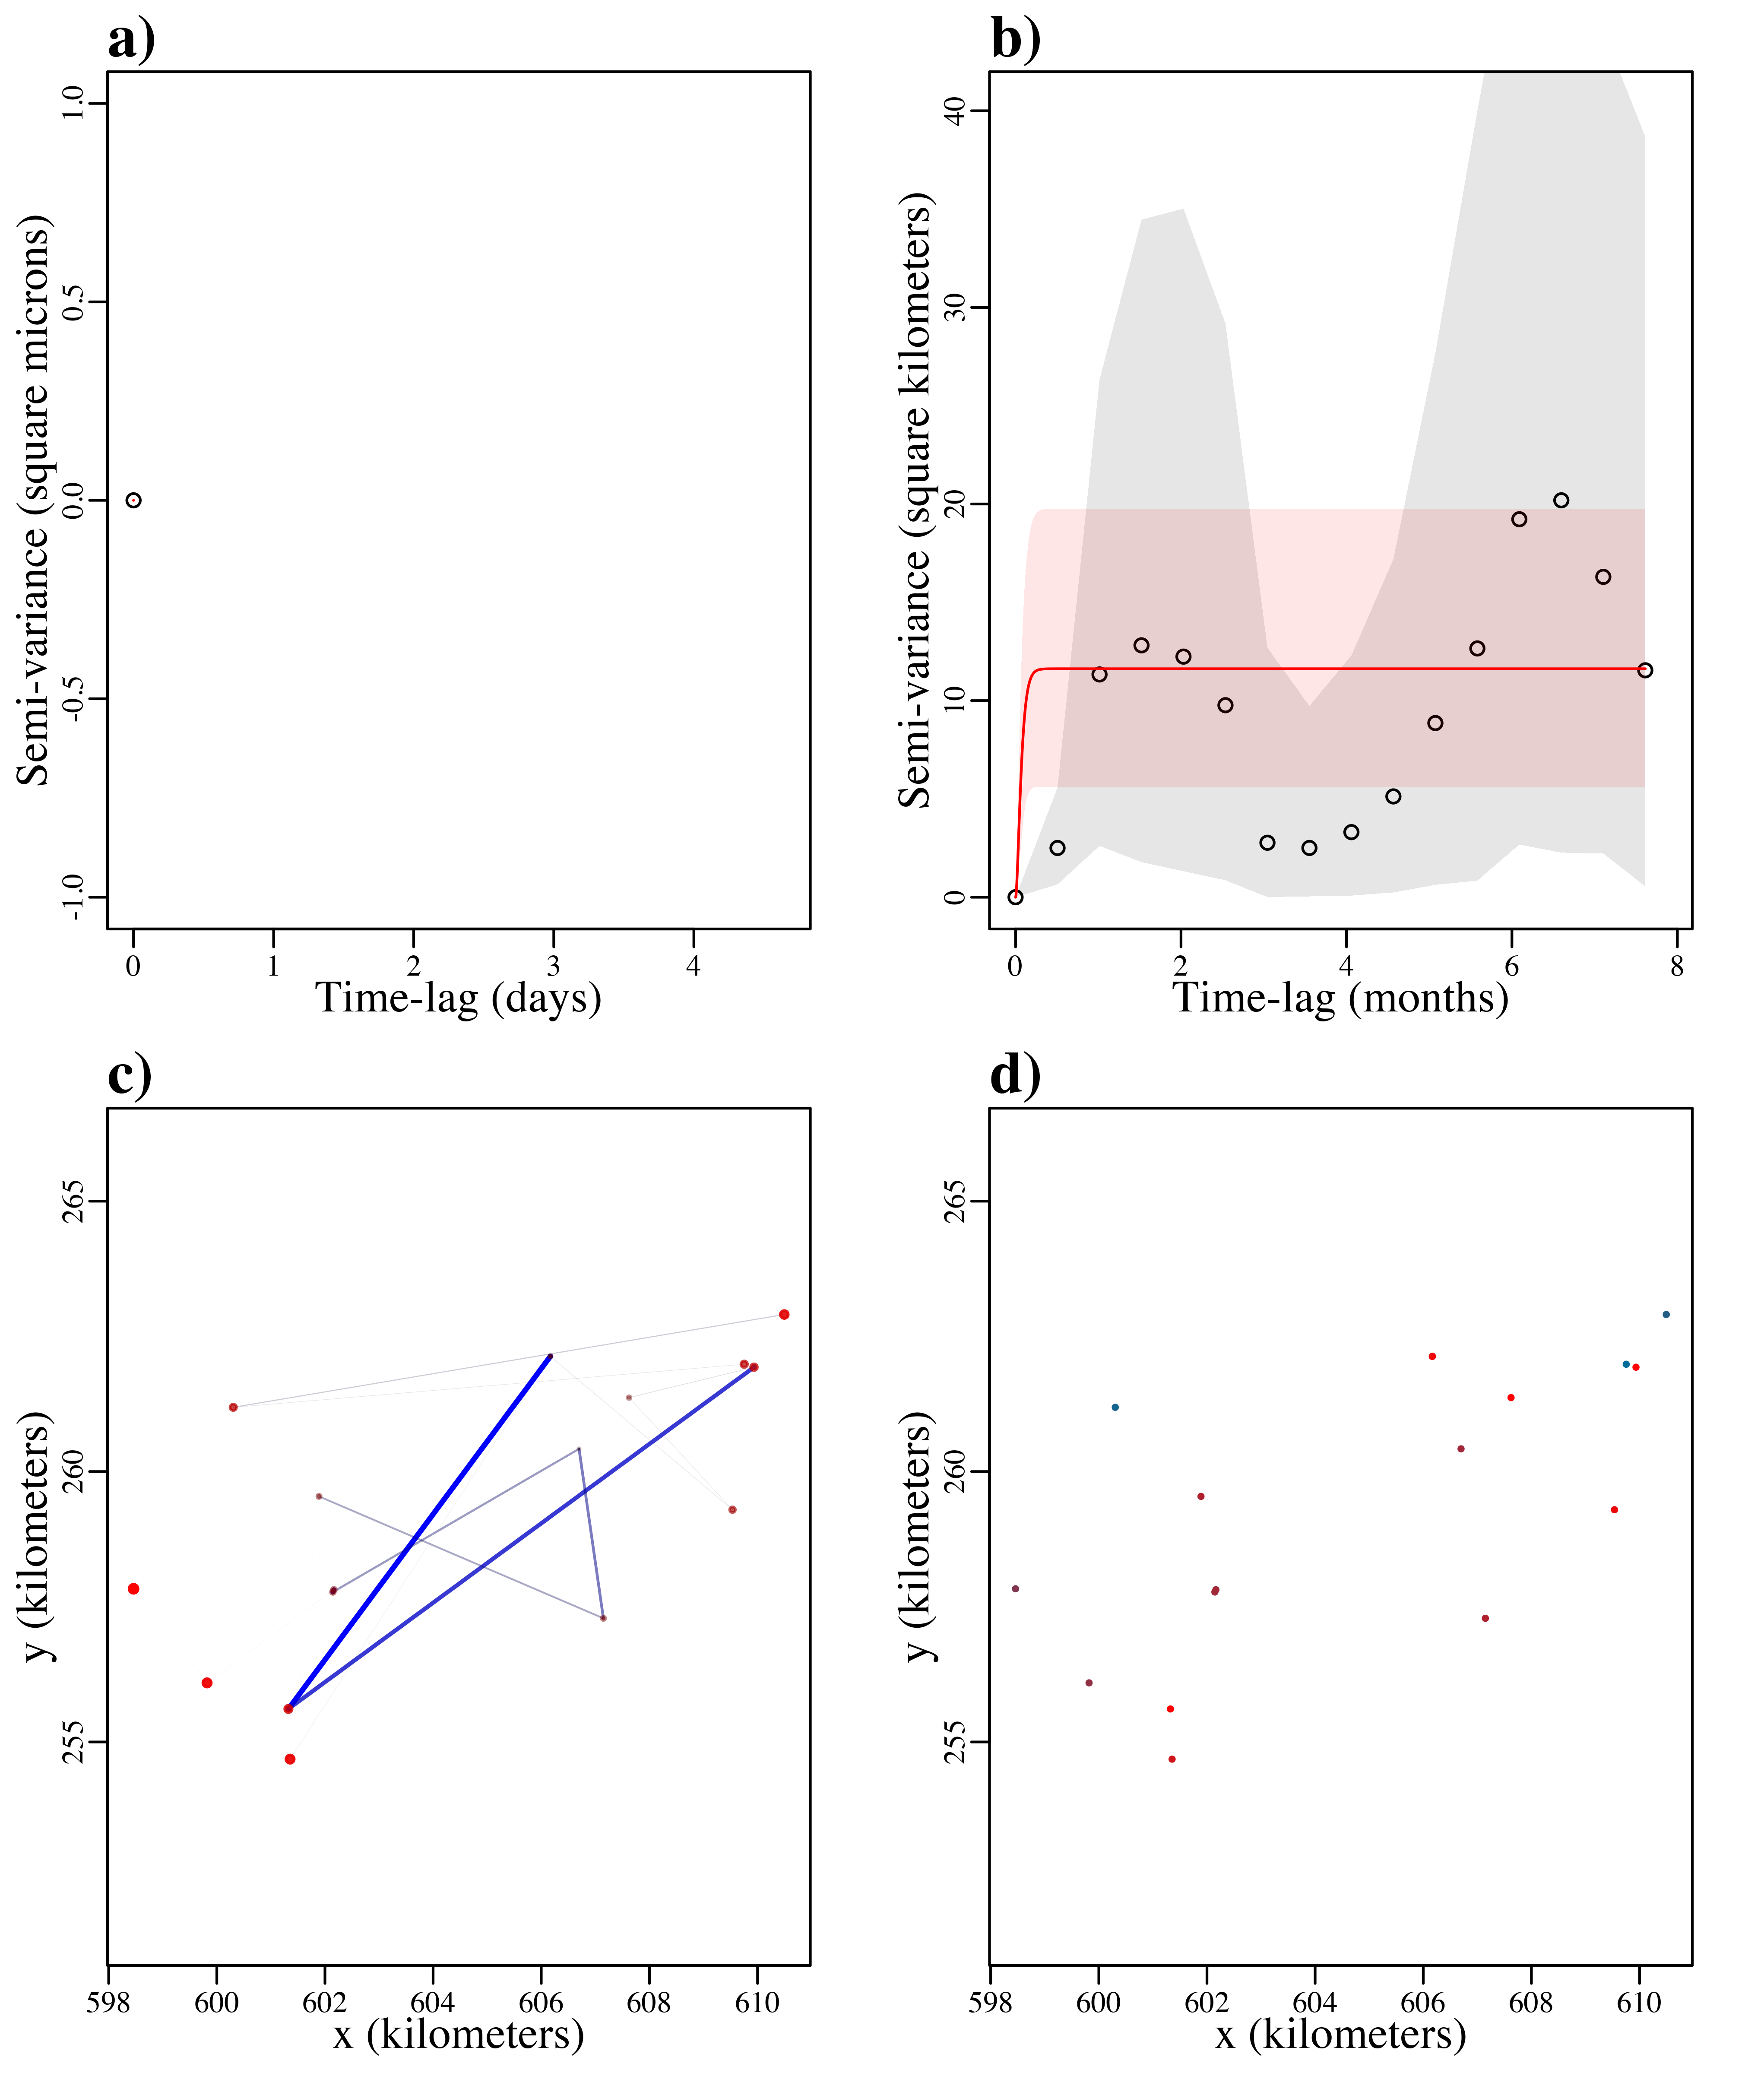 a)
Semi-variance (square microns)
1.0
0.5
0.0
-0.5
-1.0
0 1 2 3 4
Time-lag (days)
b)
Semi-variance (square kilometers)
40
30
20
10
0
0 2 4 6 8
Time-lag (months)
c)
y (kilometers)
265
260
255
598 600 602 604 606 608 610
x (kilometers)
d)
y (kilometers)
265
260
255
598 600 602 604 606 608 610
x (kilometers)